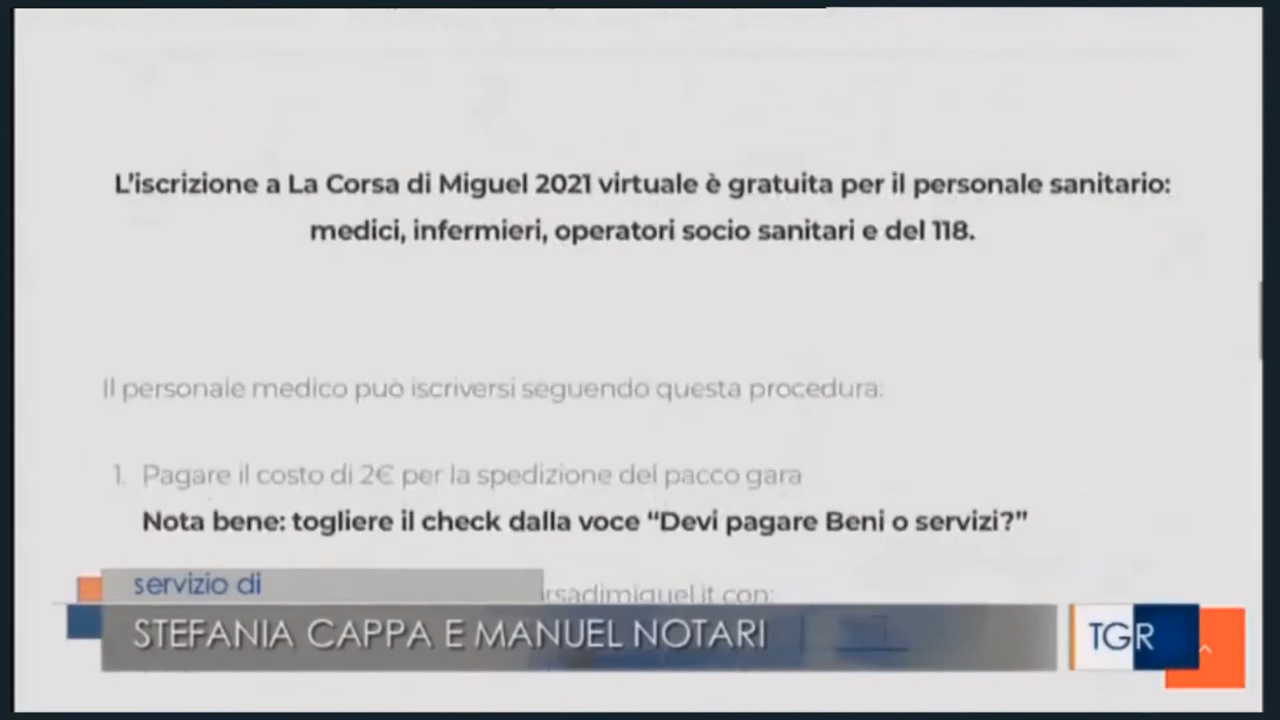 L'iscrizione a La Corsa di Miguel 2021 virtuale è gratuita per il personale sanitario:
medici, infermieri, operatori socio sanitari e del 118.
Il personale medico può iscriversi seguendo questa procedura:
1. Pagare il costo di 2€ per la spedizione del pacco gara
Nota bene: togliere il check dalla voce “Devi pagare Beni o servizi?”
rsadimiguel.it con:
servizio di
STEFANIA CAPPA E MANUEL NOTARI
TGR